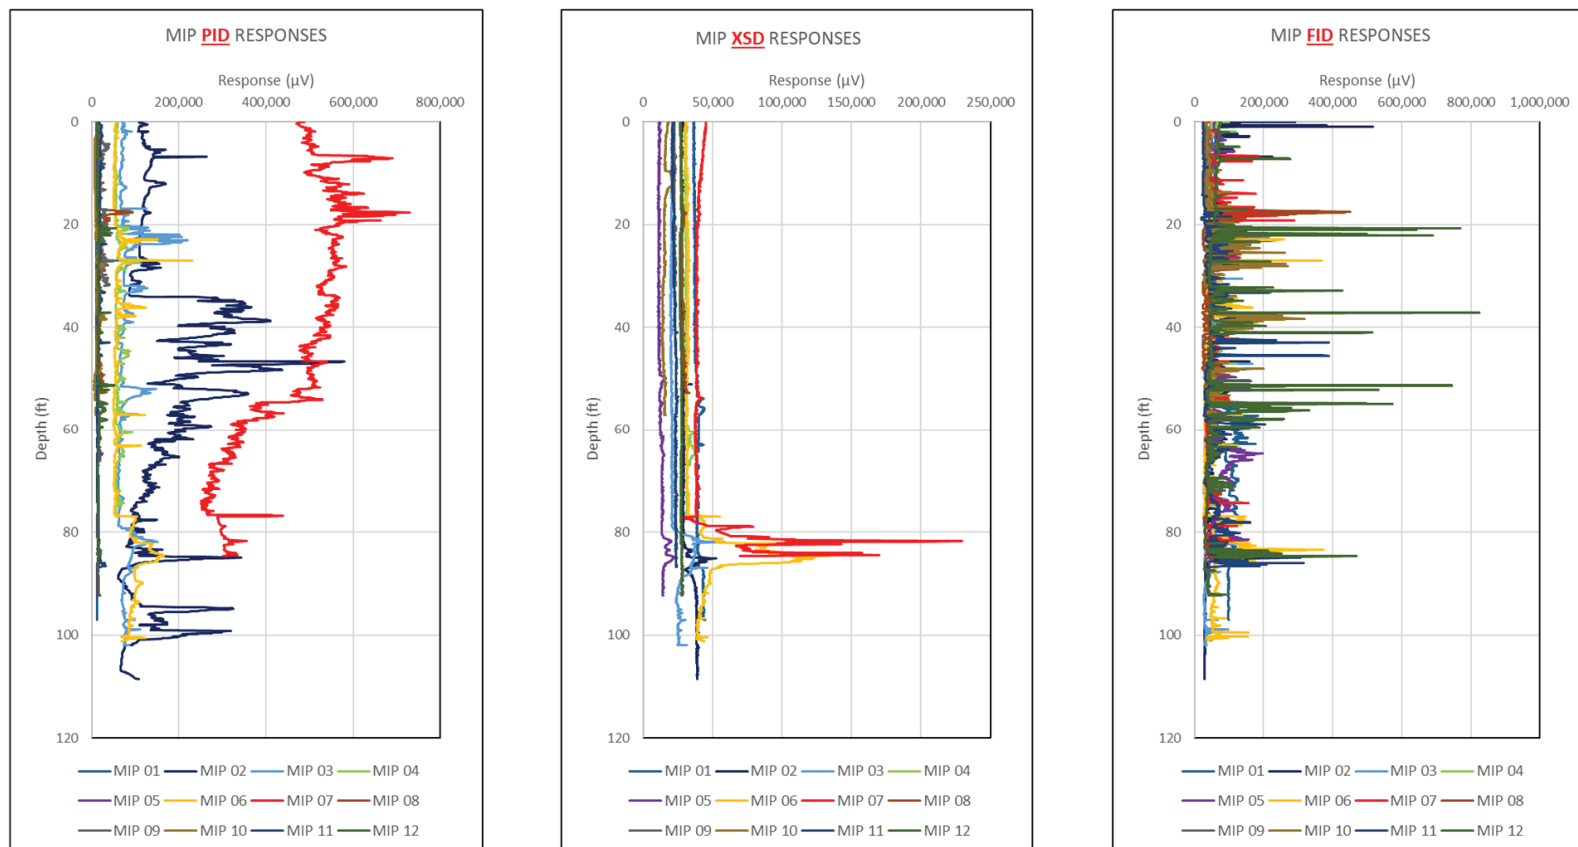 MIP PID RESPONSES
Response (µV)
0 200,000 400,000 600,000 800,000
0
20
40
60
80
100
120
Depth (ft)
MIP 01 MIP 02 MIP 03 MIP 04
MIP 05 MIP 06 MIP 07 MIP 08
MIP 09 MIP 10 MIP 11 MIP 12
MIP XSD RESPONSES
Response (µV)
0 50,000 100,000 150,000 200,000 250,000
0
20
40
60
80
100
120
Depth (ft)
MIP 01 MIP 02 MIP 03 MIP 04
MIP 05 MIP 06 MIP 07 MIP 08
MIP 09 MIP 10 MIP 11 MIP 12
MIP FID RESPONSES
Response (µV)
0 200,000 400,000 600,000 800,000 1,000,000
0
20
40
60
80
100
120
Depth (ft)
MIP 01 MIP 02 MIP 03 MIP 04
MIP 05 MIP 06 MIP 07 MIP 08
MIP 09 MIP 10 MIP 11 MIP 12